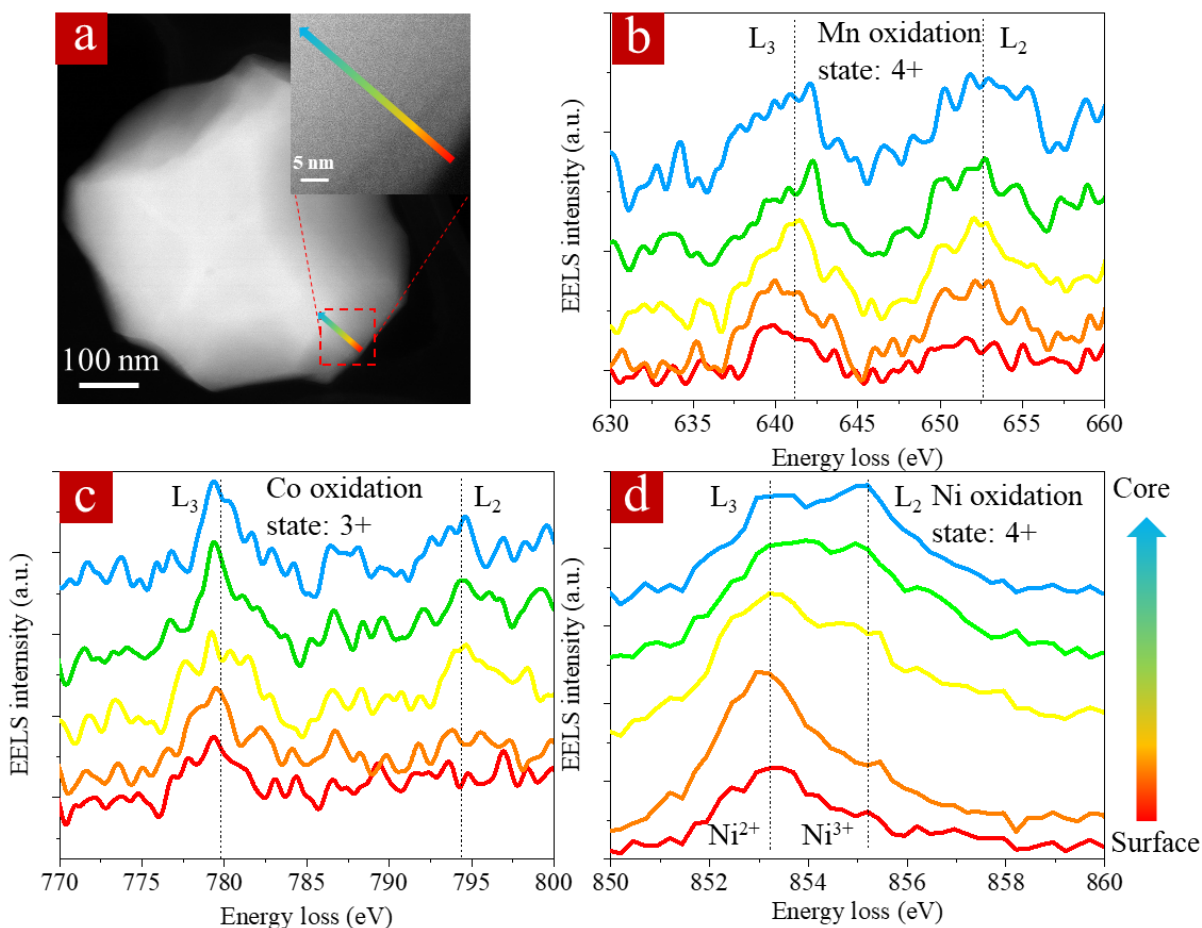 a
5 nm
100 nm
b
L3
Mn oxidation
state: 4+
L2
EELS intensity (a.u.)
630
635
640
645
650
655
660
Energy loss (eV)
c
L3
Co oxidation
state: 3+
L2
EELS intensity (a.u.)
770
775
780
785
790
795
800
Energy loss (eV)
d
L3
L2
Ni oxidation
state: 4+
EELS intensity (a.u.)
Ni2+
Ni3+
850
852
854
856
858
860
Energy loss (eV)
Core
Surface